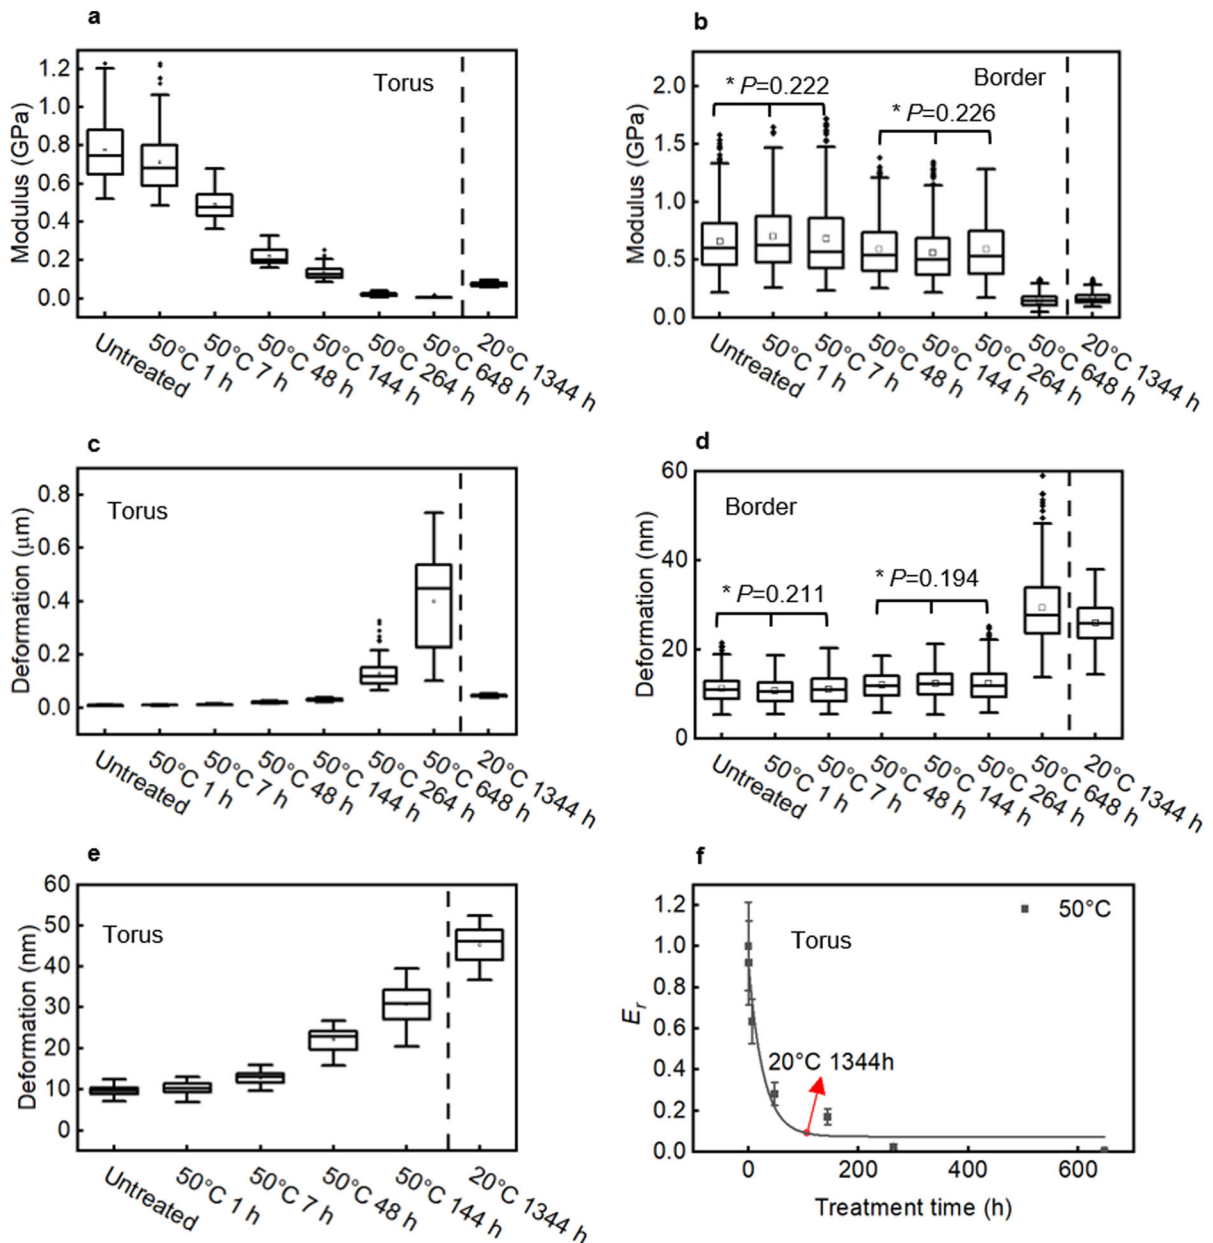 a
Torus
Modulus (GPa)
1.2
1.0
0.8
0.6
0.4
0.2
0.0
Untreated
50°C 1 h
50°C 7 h
50°C 48 h
50°C 144 h
50°C 264 h
50°C 648 h
20°C 1344 h
b
Border
* P=0.222
* P=0.226
Modulus (GPa)
2.0
1.5
1.0
0.5
0.0
Untreated
50°C 1 h
50°C 7 h
50°C 48 h
50°C 144 h
50°C 264 h
50°C 648 h
20°C 1344 h
c
Torus
Deformation (μm)
0.8
0.6
0.4
0.2
0.0
Untreated
50°C 1 h
50°C 7 h
50°C 48 h
50°C 144 h
50°C 264 h
50°C 648 h
20°C 1344 h
d
Border
* P=0.211
* P=0.194
Deformation (nm)
60
40
20
0
Untreated
50°C 1 h
50°C 7 h
50°C 48 h
50°C 144 h
50°C 264 h
50°C 648 h
20°C 1344 h
e
Torus
Deformation (nm)
60
50
40
30
20
10
0
Untreated
50°C 1 h
50°C 7 h
50°C 48 h
50°C 144 h
20°C 1344 h
f
50°C
Torus
20°C 1344h
Er
1.2
1.0
0.8
0.6
0.4
0.2
0.0
0 200 400 600
Treatment time (h)